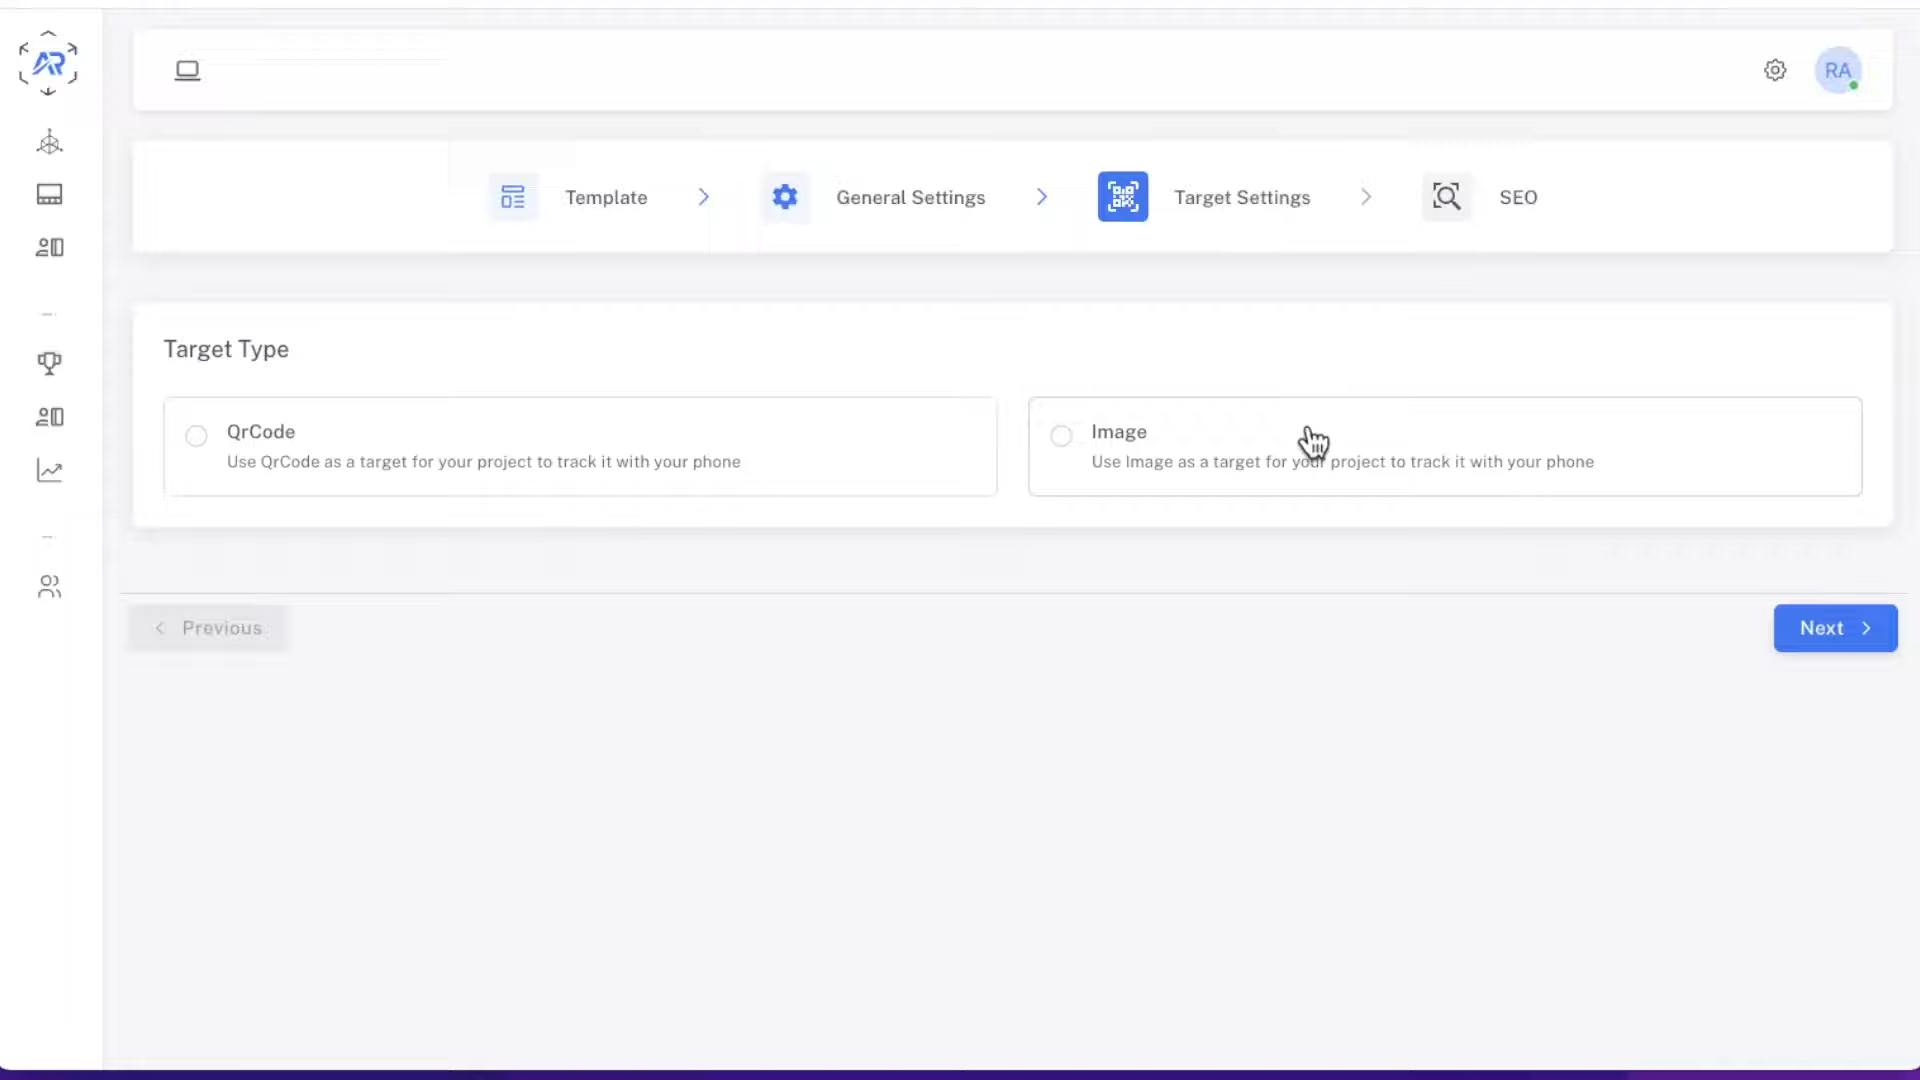 AR
RA
Template
General Settings
Target Settings
SEO
Target Type
QrCode
Use QrCode as a target for your project to track it with your phone
Image
Use Image as a target for your project to track it with your phone
Previous
Next